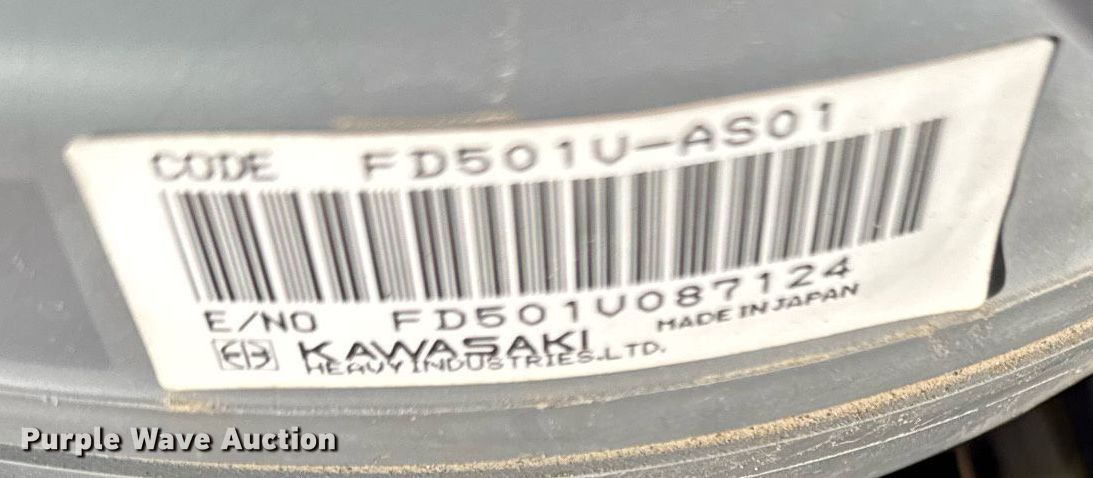 CODE FD501V-AS01
E/NO FD501V087124
KAWASAKI MADE IN JAPAN
HEAVY INDUSTRIES.LTD.
Purple Wave Auction